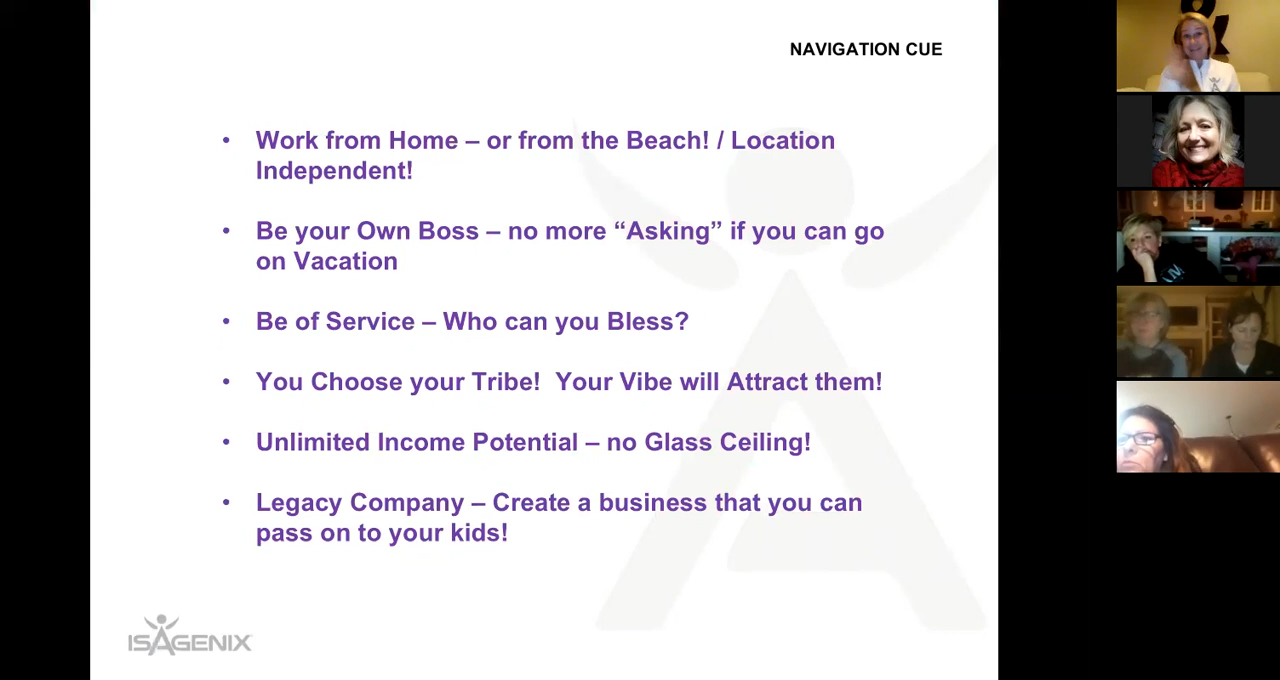 NAVIGATION CUE
• Work from Home – or from the Beach! / Location
Independent!
• Be your Own Boss – no more “Asking” if you can go
on Vacation
• Be of Service – Who can you Bless?
• You Choose your Tribe!  Your Vibe will Attract them!
• Unlimited Income Potential – no Glass Ceiling!
• Legacy Company – Create a business that you can
pass on to your kids!
ISAGENIX